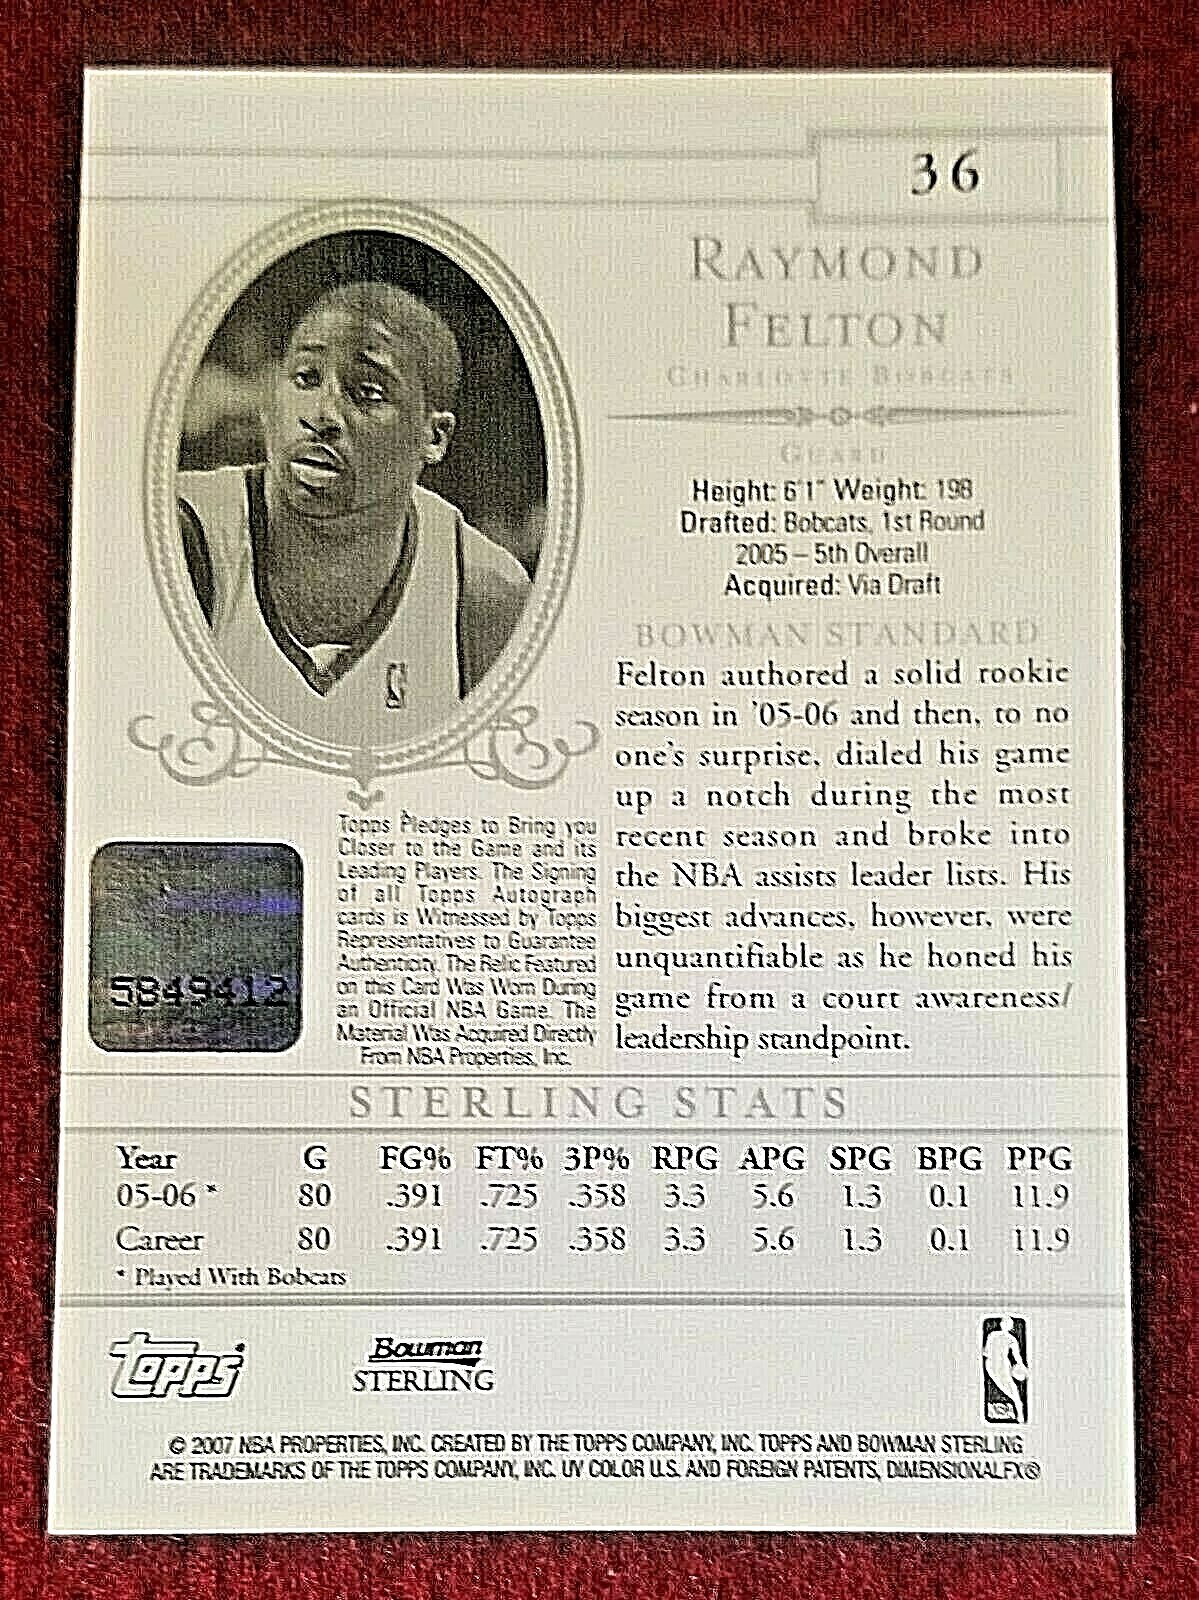 36
RAYMOND
FELTON
CHARLOTTE BOBCATS
GUARD
Height: 6'1" Weight: 198
Drafted: Bobcats, 1st Round
2005 – 5th Overall
Acquired: Via Draft
BOWMAN STANDARD
Felton authored a solid rookie
season in '05-06 and then, to no
one's surprise, dialed his game
up a notch during the most
recent season and broke into
the NBA assists leader lists. His
biggest advances, however, were
unquantifiable as he honed his
game from a court awareness/
leadership standpoint.
Topps Pledges to Bring you
Closer to the Game and its
Leading Players. The Signing
of all Topps Autograph
cards is Witnessed by Topps
Representatives to Guarantee
Authenticity. The Relic Featured
on this Card Was Worn During
an Official NBA Game. The
Material Was Acquired Directly
From NBA Properties, Inc.
5849412
STERLING STATS
Year G FG% FT% 3P% RPG APG SPG BPG PPG
05-06 * 80 .391 .725 .358 3.3 5.6 1.3 0.1 11.9
Career 80 .391 .725 .358 3.3 5.6 1.3 0.1 11.9
* Played With Bobcats
TOPPS
Bowman
STERLING
NBA
© 2007 NBA PROPERTIES, INC. CREATED BY THE TOPPS COMPANY, INC. TOPPS AND BOWMAN STERLING
ARE TRADEMARKS OF THE TOPPS COMPANY, INC. UV COLOR U.S. AND FOREIGN PATENTS, DIMENSIONALFX®